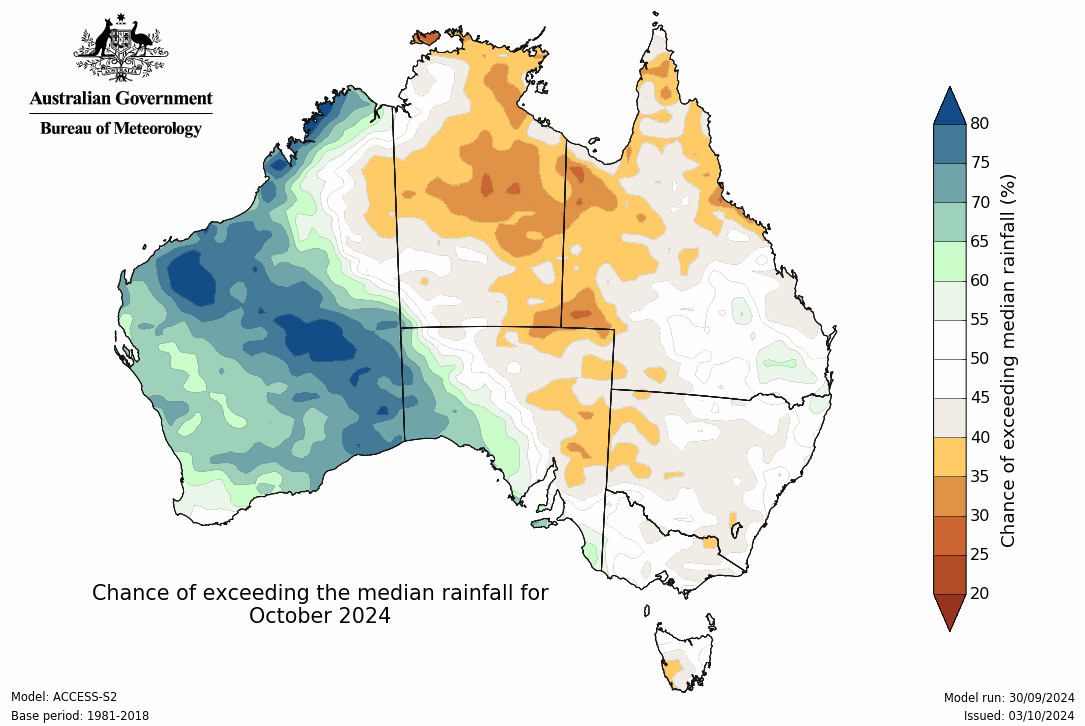 Australian Government
Bureau of Meteorology
80
75
70
65
60
55
50
45
40
35
30
25
20
Chance of exceeding median rainfall (%)
Chance of exceeding the median rainfall for
October 2024
Model: ACCESS-S2
Base period: 1981-2018
Model run: 30/09/2024
Issued: 03/10/2024